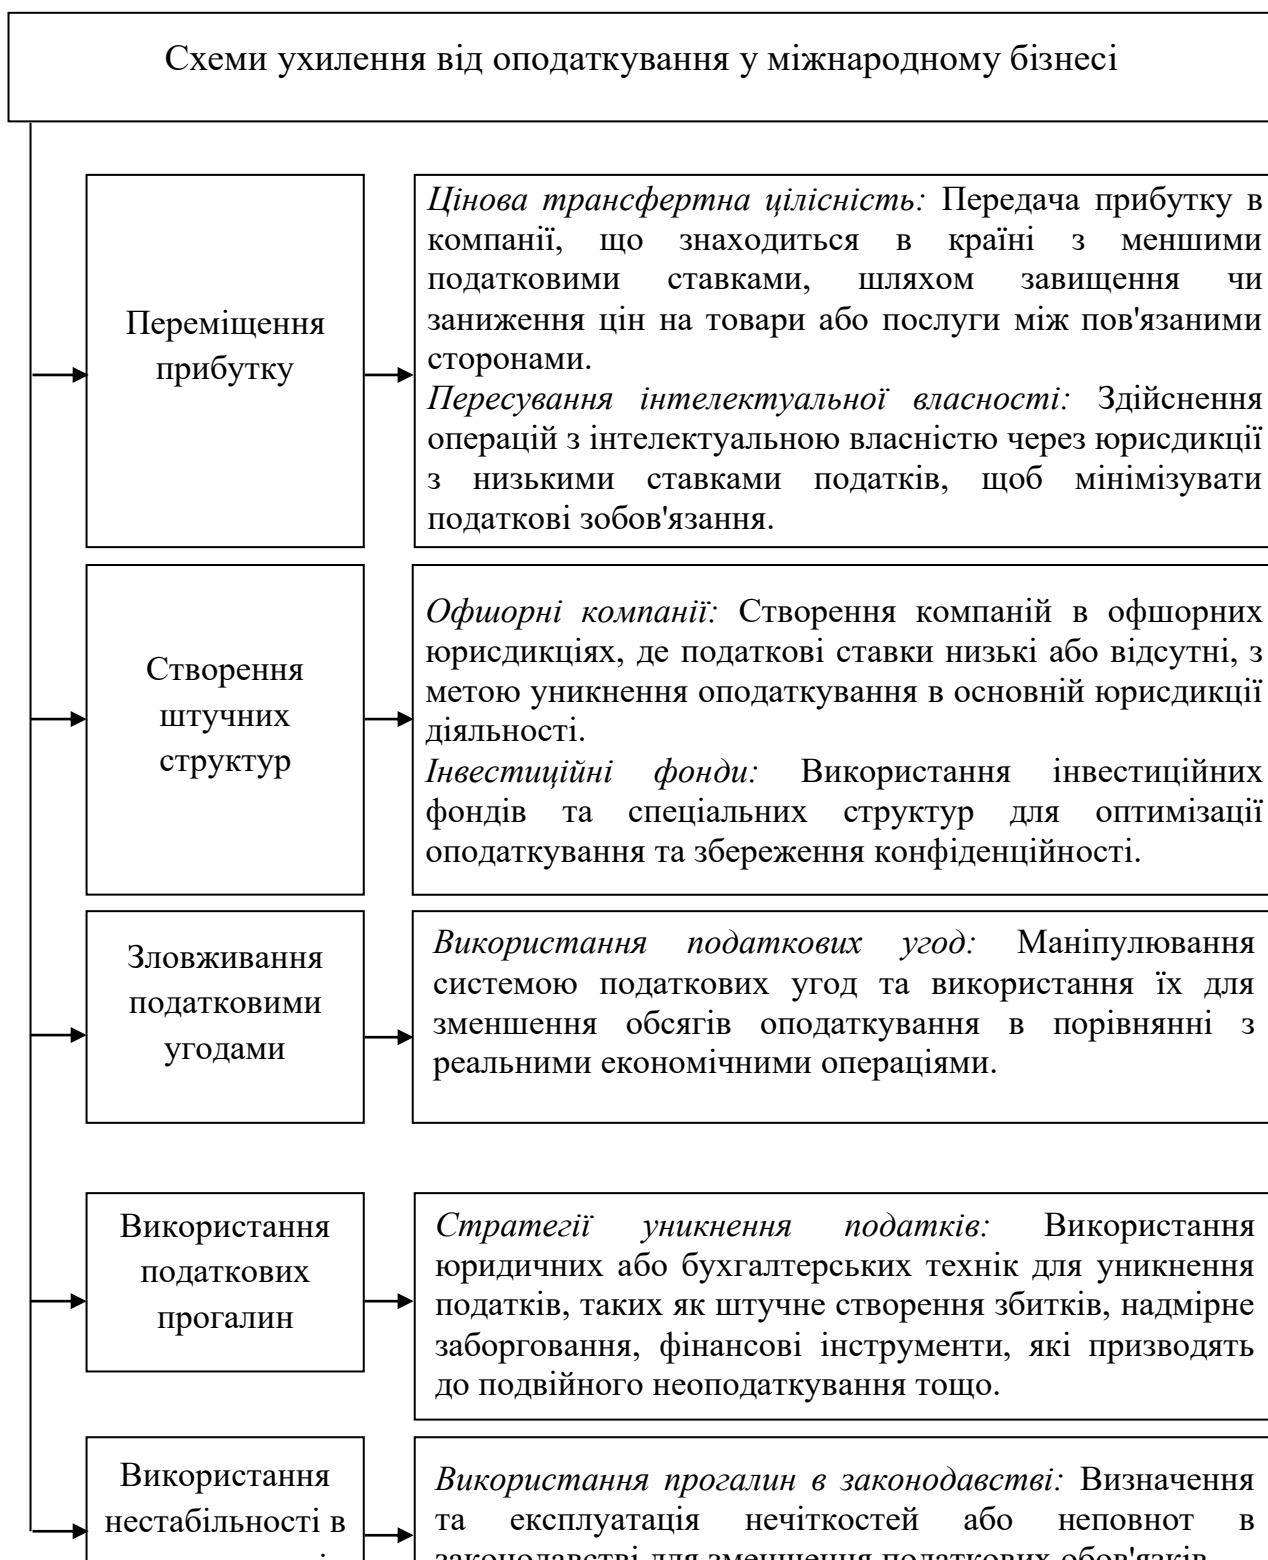 Схеми ухилення від оподаткування у міжнародному бізнесі
Переміщення
прибутку
Цінова трансфертна цілісність: Передача прибутку в
компанії, що знаходиться в країні з меншими
податковими ставками, шляхом завищення чи
заниження цін на товари або послуги між пов'язаними
сторонами.
Пересування інтелектуальної власності: Здійснення
операцій з інтелектуальною власністю через юрисдикції
з низькими ставками податків, щоб мінімізувати
податкові зобов'язання.
Створення
штучних
структур
Офшорні компанії: Створення компаній в офшорних
юрисдикціях, де податкові ставки низькі або відсутні, з
метою уникнення оподаткування в основній юрисдикції
діяльності.
Інвестиційні фонди: Використання інвестиційних
фондів та спеціальних структур для оптимізації
оподаткування та збереження конфіденційності.
Зловживання
податковими
угодами
Використання податкових угод: Маніпулювання
системою податкових угод та використання їх для
зменшення обсягів оподаткування в порівнянні з
реальними економічними операціями.
Використання
податкових
прогалин
Стратегії уникнення податків: Використання
юридичних або бухгалтерських технік для уникнення
податків, таких як штучне створення збитків, надмірне
заборговання, фінансові інструменти, які призводять
до подвійного неоподаткування тощо.
Використання
нестабільності в
Використання прогалин в законодавстві: Визначення
та експлуатація нечіткостей або неповнот в
законодавстві для зменшення податкових обов'язків